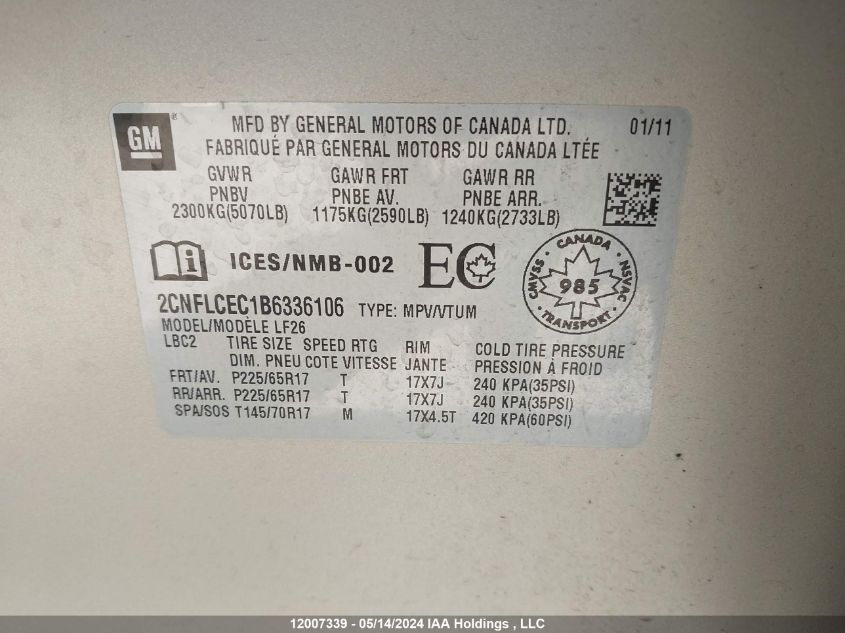 GM
MFD BY GENERAL MOTORS OF CANADA LTD. 01/11
FABRIQUÉ PAR GENERAL MOTORS DU CANADA LTÉE
GVWR GAWR FRT GAWR RR
PNBV PNBE AV. PNBE ARR.
2300KG(5070LB) 1175KG(2590LB) 1240KG(2733LB)
ICES/NMB-002 EC
CANADA
CMVSS 985 NSVAC
TRANSPORT
2CNFLCEC1B6336106 TYPE: MPV/VTUM
MODEL/MODÈLE LF26
LBC2 TIRE SIZE SPEED RTG RIM COLD TIRE PRESSURE
DIM. PNEU COTE VITESSE JANTE PRESSION À FROID
FRT/AV. P225/65R17 T 17X7J 240 KPA(35PSI)
RR/ARR. P225/65R17 T 17X7J 240 KPA(35PSI)
SPA/SOS T145/70R17 M 17X4.5T 420 KPA(60PSI)
12007339 - 05/14/2024 IAA Holdings , LLC